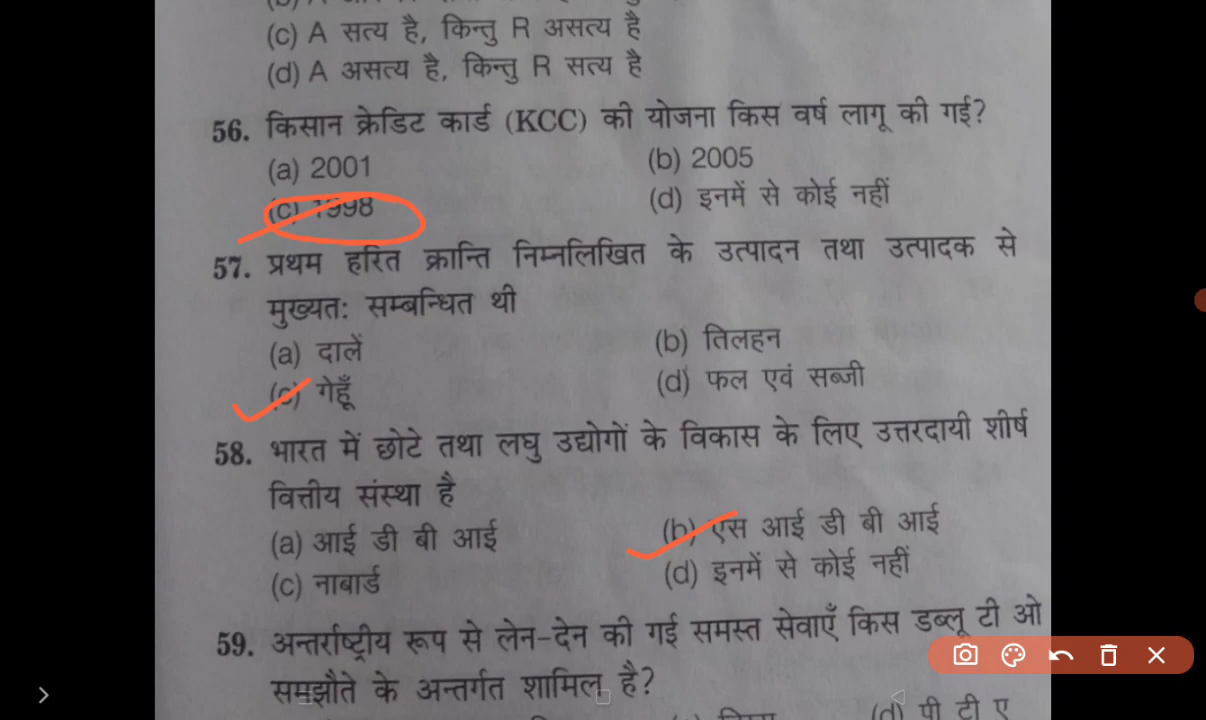 (c) A सत्य है, किन्तु R असत्य है
(d) A असत्य है, किन्तु R सत्य है
56. किसान क्रेडिट कार्ड (KCC) की योजना किस वर्ष लागू की गई?
(a) 2001 (b) 2005
(c) 1998 (d) इनमें से कोई नहीं
57. प्रथम हरित क्रान्ति निम्नलिखित के उत्पादन तथा उत्पादक से
मुख्यत: सम्बन्धित थी
(a) दालें (b) तिलहन
(c) गेहूँ (d) फल एवं सब्जी
58. भारत में छोटे तथा लघु उद्योगों के विकास के लिए उत्तरदायी शीर्ष
वित्तीय संस्था है
(a) आई डी बी आई (b) एस आई डी बी आई
(c) नाबार्ड (d) इनमें से कोई नहीं
59. अन्तर्राष्ट्रीय रूप से लेन-देन की गई समस्त सेवाएँ किस डब्लू टी ओ
समझौते के अन्तर्गत शामिल है?
(d) पी टी ए